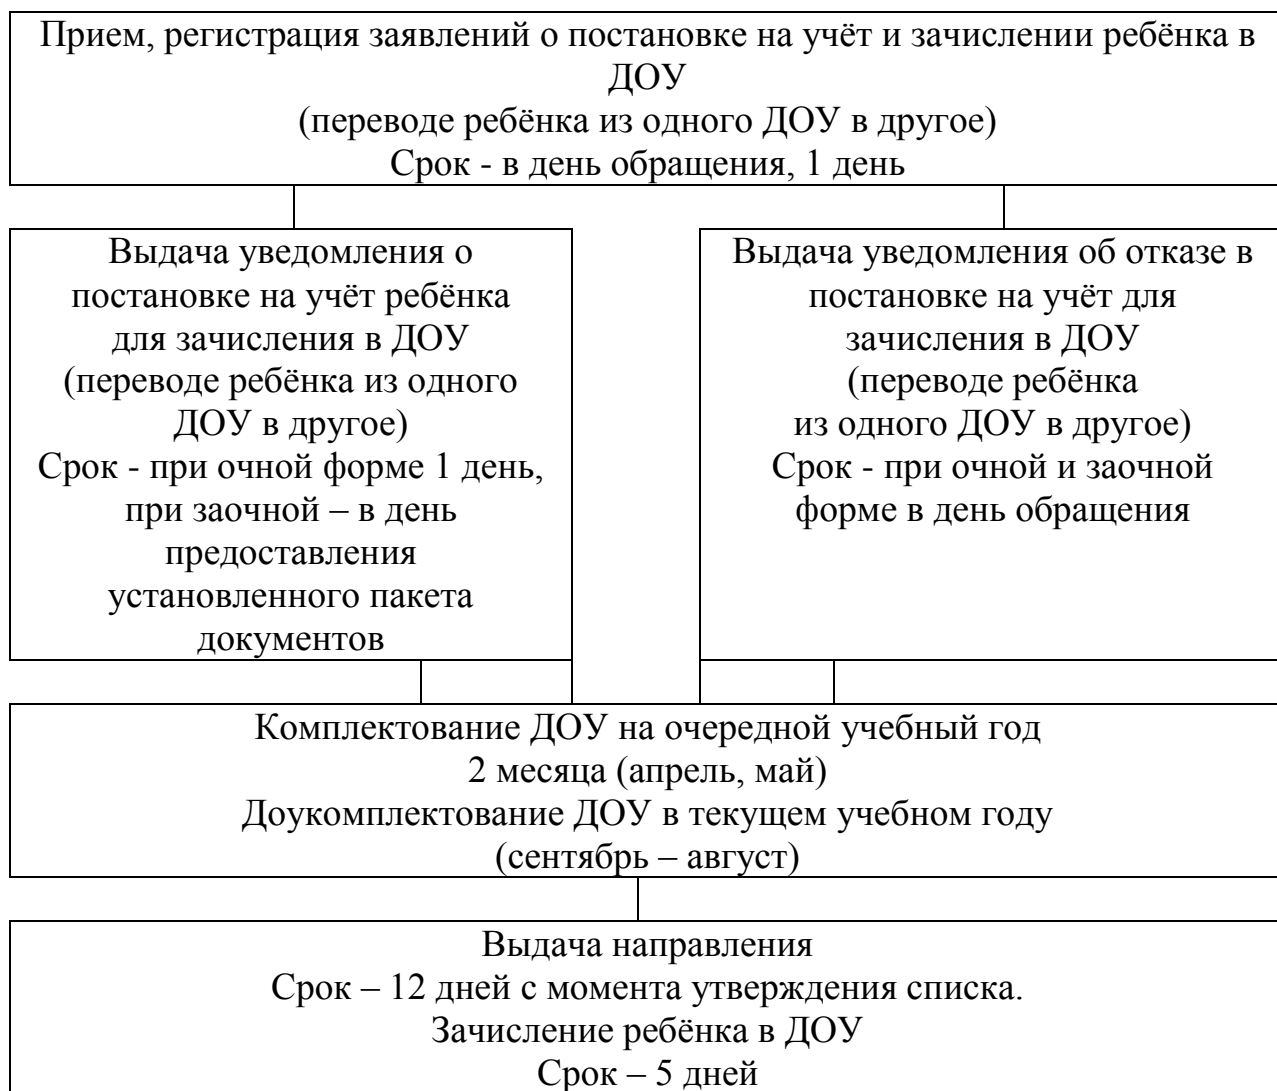 Прием, регистрация заявлений о постановке на учёт и зачислении ребёнка в
ДОУ
(переводе ребёнка из одного ДОУ в другое)
Срок - в день обращения, 1 день
Выдача уведомления о
постановке на учёт ребёнка
для зачисления в ДОУ
(переводе ребёнка из одного
ДОУ в другое)
Срок - при очной форме 1 день,
при заочной – в день
предоставления
установленного пакета
документов
Выдача уведомления об отказе в
постановке на учёт для
зачисления в ДОУ
(переводе ребёнка
из одного ДОУ в другое)
Срок - при очной и заочной
форме в день обращения
Комплектование ДОУ на очередной учебный год
2 месяца (апрель, май)
Доукомплектование ДОУ в текущем учебном году
(сентябрь – август)
Выдача направления
Срок – 12 дней с момента утверждения списка.
Зачисление ребёнка в ДОУ
Срок – 5 дней